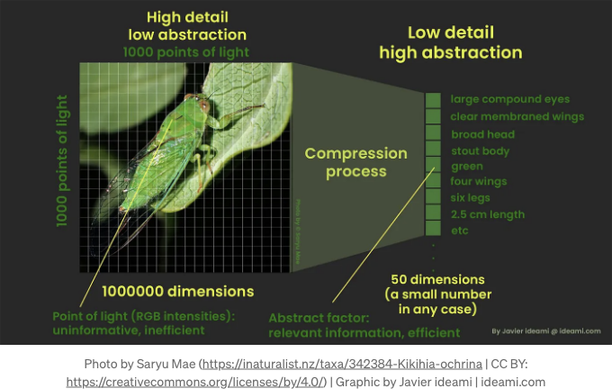 High detail
low abstraction
1000 points of light
1000 points of light
Low detail
high abstraction
Compression
process
large compound eyes
clear membraned wings
broad head
stout body
green
four wings
six legs
2.5 cm length
etc
1000000 dimensions
Point of light (RGB intensities):
uninformative, inefficient
50 dimensions
(a small number
in any case)
Abstract factor:
relevant information, efficient
Photo by © Saryu Mae
By Javier ideami @ ideami.com
Photo by Saryu Mae (https://inaturalist.nz/taxa/342384-Kikihia-ochrina | CC BY:
https://creativecommons.org/licenses/by/4.0/) | Graphic by Javier ideami | ideami.com